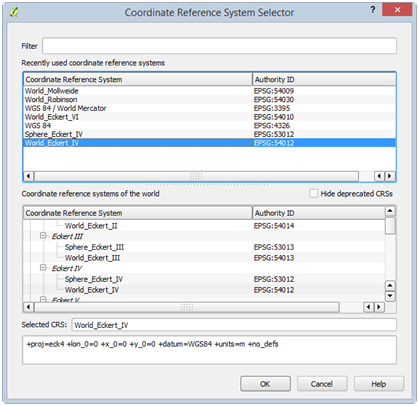 Coordinate Reference System Selector
Filter
Recently used coordinate reference systems
Coordinate Reference System Authority ID
World_Mollweide EPSG:54009
World_Robinson EPSG:54030
WGS 84 / World Mercator EPSG:3395
World_Eckert_VI EPSG:54010
WGS 84 EPSG:4326
Sphere_Eckert_IV EPSG:53012
World_Eckert_IV EPSG:54012
Coordinate reference systems of the world Hide deprecated CRSs
Coordinate Reference System Authority ID
World_Eckert_II EPSG:54014
Eckert III
Sphere_Eckert_III EPSG:53013
World_Eckert_III EPSG:54013
Eckert IV
Sphere_Eckert_IV EPSG:53012
World_Eckert_IV EPSG:54012
Eckert V
Selected CRS: World_Eckert_IV
+proj=eck4 +lon_0=0 +x_0=0 +y_0=0 +datum=WGS84 +units=m +no_defs
OK Cancel Help